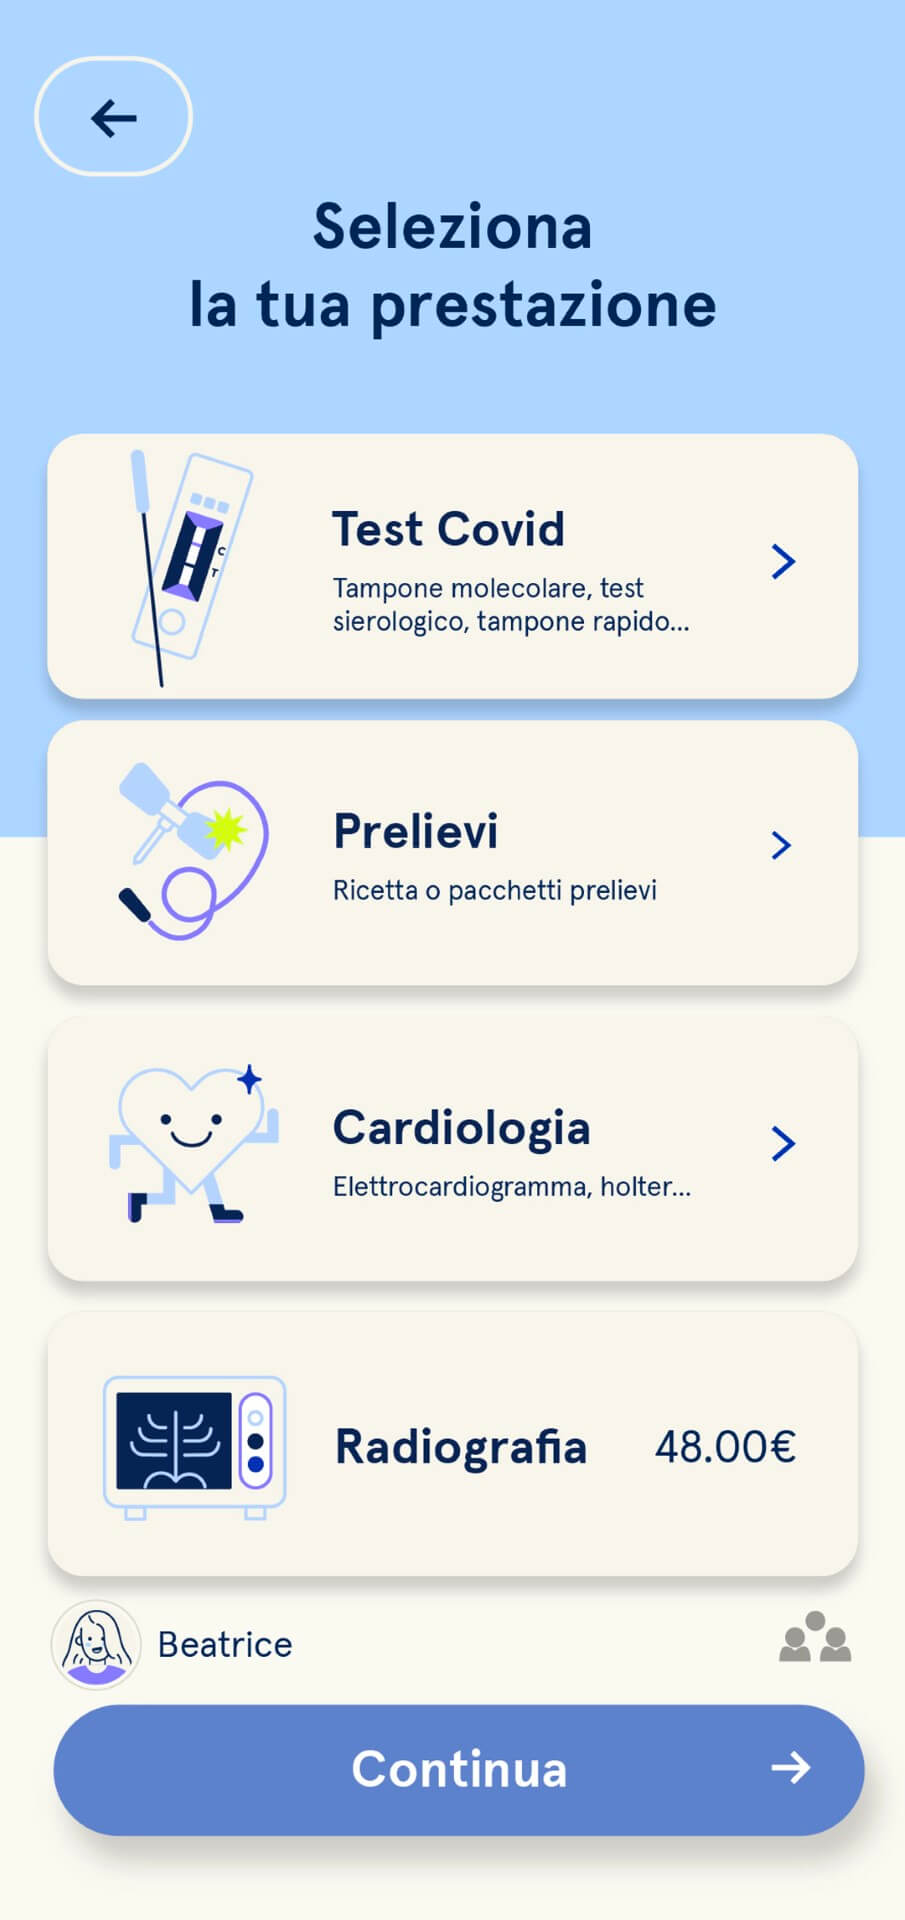 Seleziona
la tua prestazione
C
T
Test Covid
Tampone molecolare, test
sierologico, tampone rapido...
Prelievi
Ricetta o pacchetti prelievi
Cardiologia
Elettrocardiogramma, holter...
Radiografia 48.00€
Beatrice
Continua